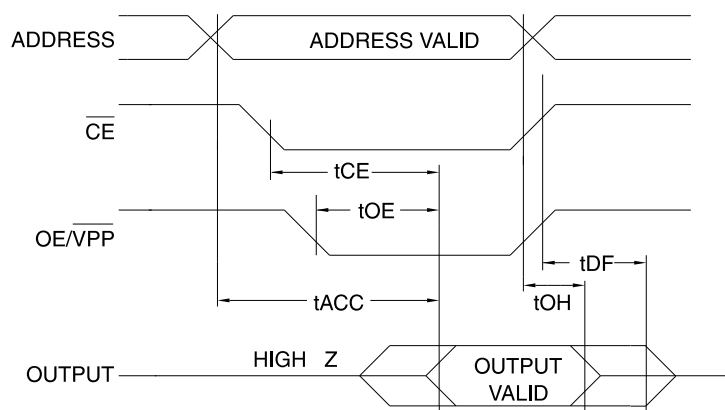 ADDRESS
ADDRESS VALID
CE
tCE
tOE
OE/VPP
tDF
tACC
tOH
HIGH Z
OUTPUT
OUTPUT
VALID